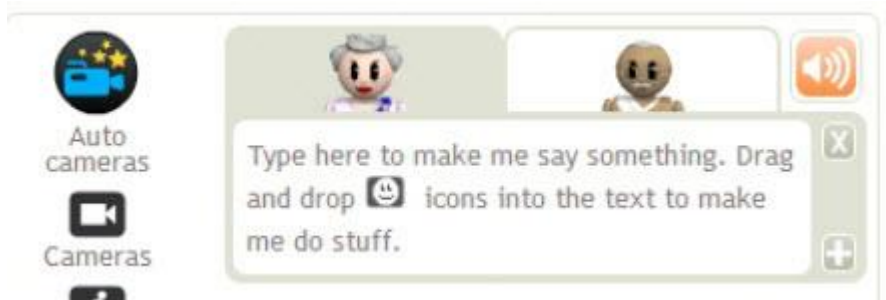 Auto
cameras
Cameras
Type here to make me say something. Drag
and drop icons into the text to make
me do stuff.
X